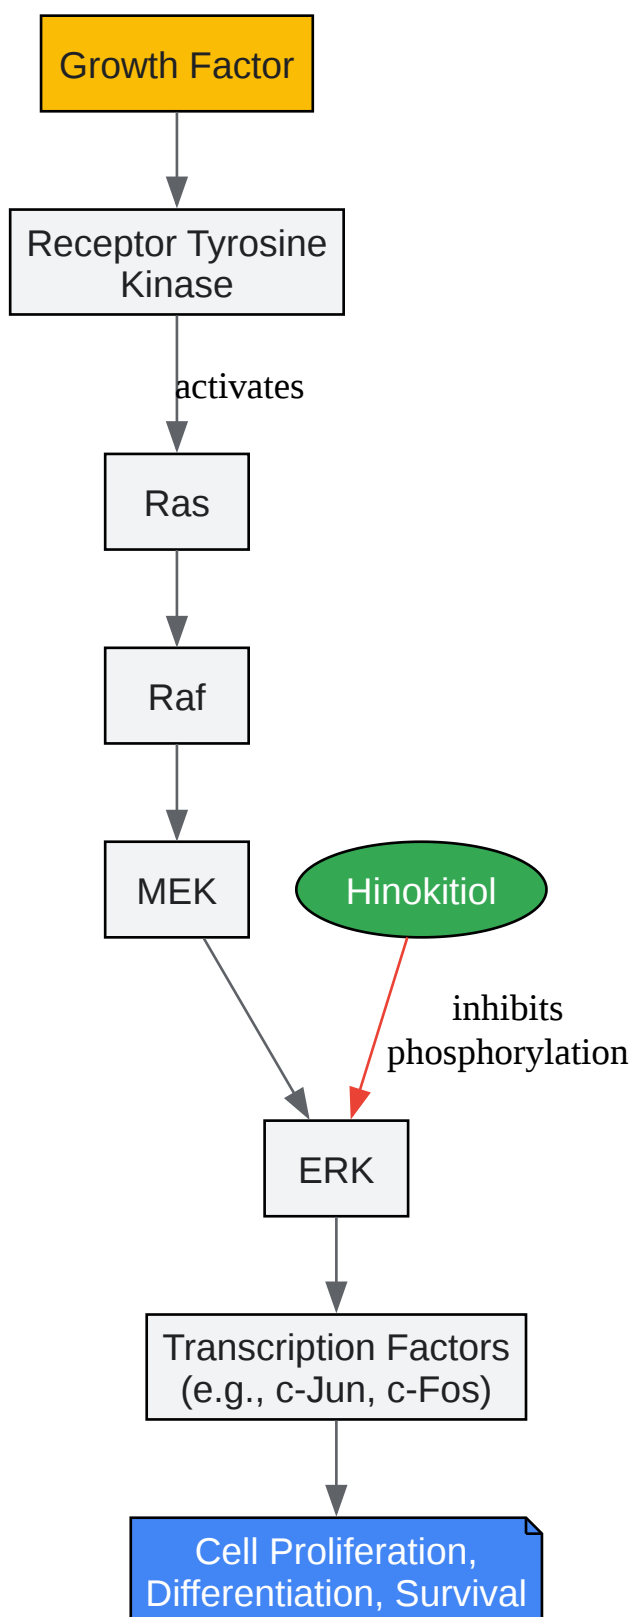 Growth Factor
Receptor Tyrosine
Kinase
activates
Ras
Raf
MEK
Hinokitiol
inhibits
phosphorylation
ERK
Transcription Factors
(e.g., c-Jun, c-Fos)
Cell Proliferation,
Differentiation, Survival